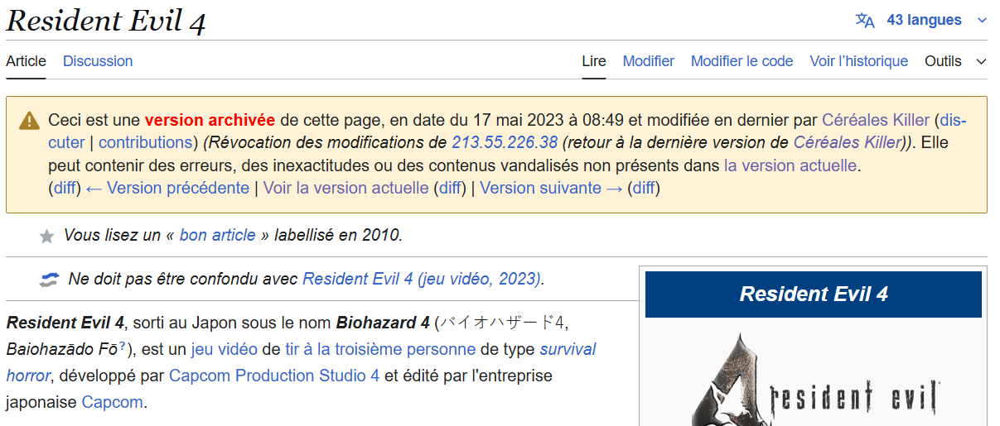 Resident Evil 4
43 langues
Article Discussion Lire Modifier Modifier le code Voir l’historique Outils
Ceci est une version archivée de cette page, en date du 17 mai 2023 à 08:49 et modifiée en dernier par Céréales Killer (dis-
cuter | contributions) (Révocation des modifications de 213.55.226.38 (retour à la dernière version de Céréales Killer)). Elle
peut contenir des erreurs, des inexactitudes ou des contenus vandalisés non présents dans la version actuelle.
(diff) ← Version précédente | Voir la version actuelle (diff) | Version suivante → (diff)
Vous lisez un « bon article » labellisé en 2010.
Ne doit pas être confondu avec Resident Evil 4 (jeu vidéo, 2023).
Resident Evil 4, sorti au Japon sous le nom Biohazard 4 (バイオハザード4,
Baiohazādo Fō?), est un jeu vidéo de tir à la troisième personne de type survival
horror, développé par Capcom Production Studio 4 et édité par l'entreprise
japonaise Capcom.
Resident Evil 4
4 resident evil